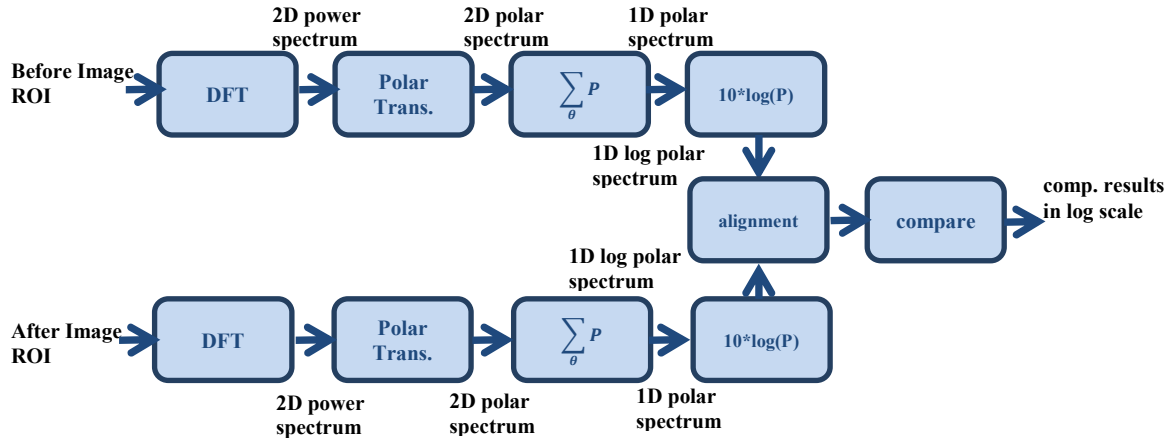 2D power
spectrum
2D polar
spectrum
1D polar
spectrum
Before Image
ROI
DFT
Polar
Trans.
∑ P
θ
10*log(P)
1D log polar
spectrum
alignment
compare
comp. results
in log scale
1D log polar
spectrum
After Image
ROI
DFT
Polar
Trans.
∑ P
θ
10*log(P)
2D power
spectrum
2D polar
spectrum
1D polar
spectrum